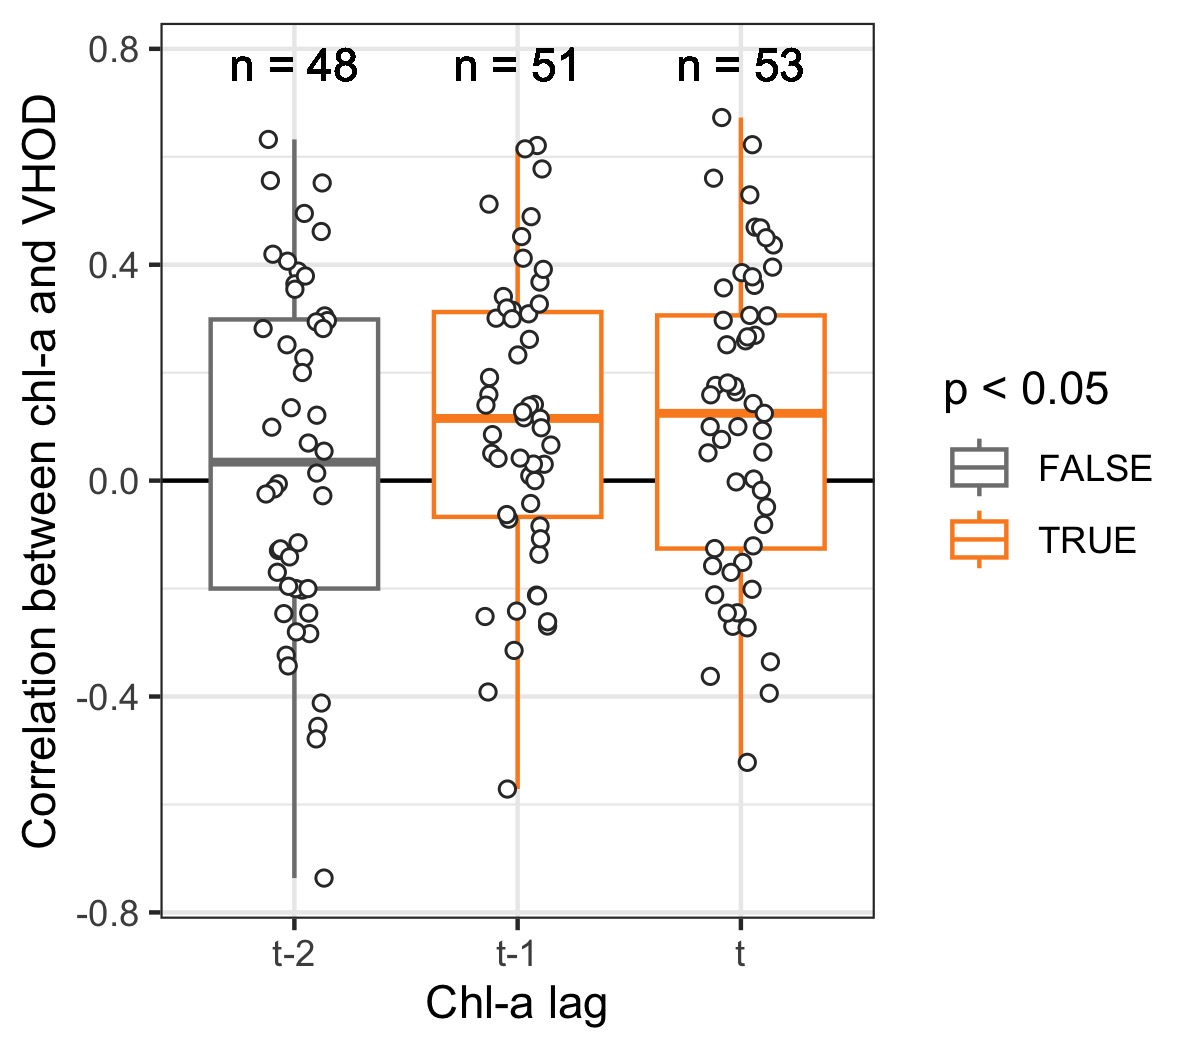 n = 48 n = 51 n = 53
0.8
0.4
0.0
-0.4
-0.8
Correlation between chl-a and VHOD
t-2 t-1 t
Chl-a lag
p < 0.05
FALSE
TRUE